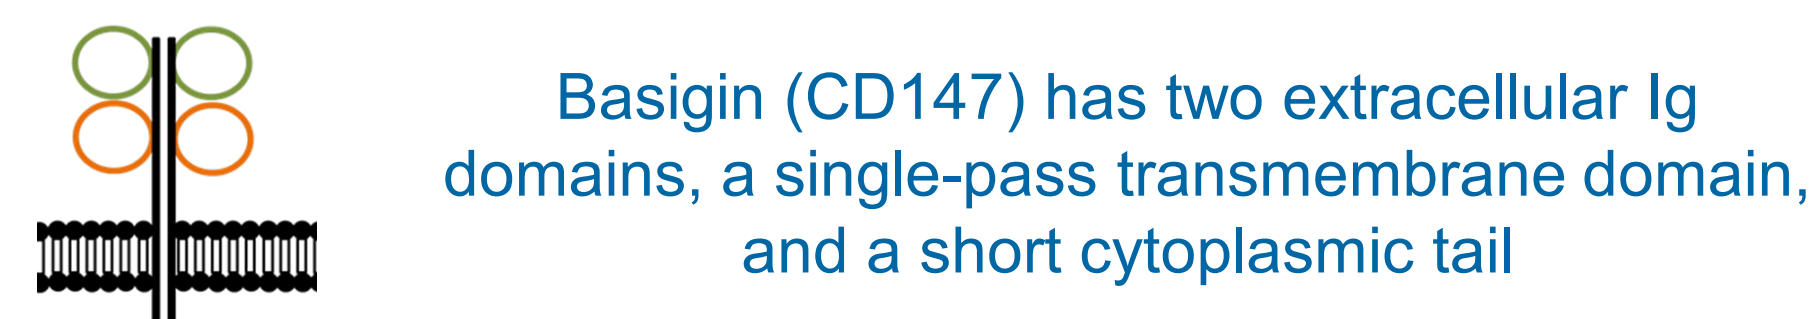 Basigin (CD147) has two extracellular Ig
domains, a single-pass transmembrane domain,
and a short cytoplasmic tail